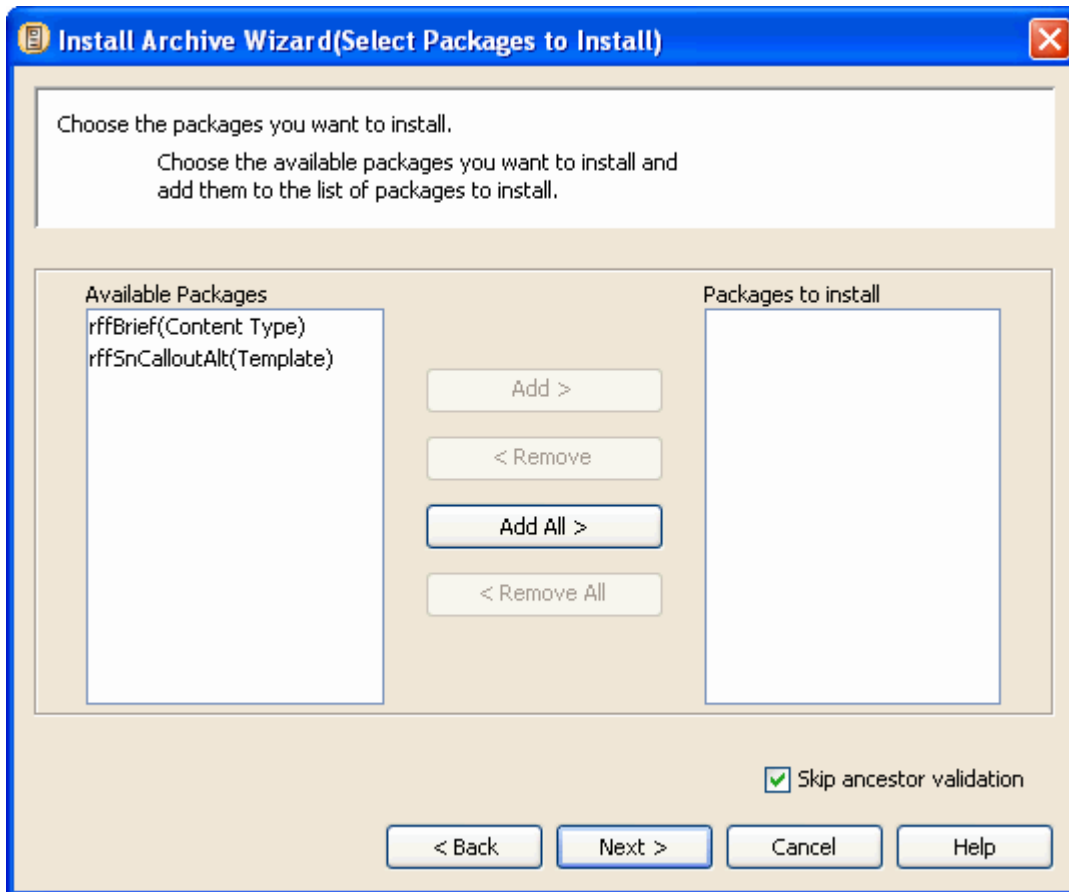 Install Archive Wizard(Select Packages to Install)
Choose the packages you want to install.
Choose the available packages you want to install and
add them to the list of packages to install.
Available Packages
rffBrief(Content Type)
rffSnCalloutAlt(Template)
Add >
< Remove
Add All >
< Remove All
Packages to install
Skip ancestor validation
< Back
Next >
Cancel
Help